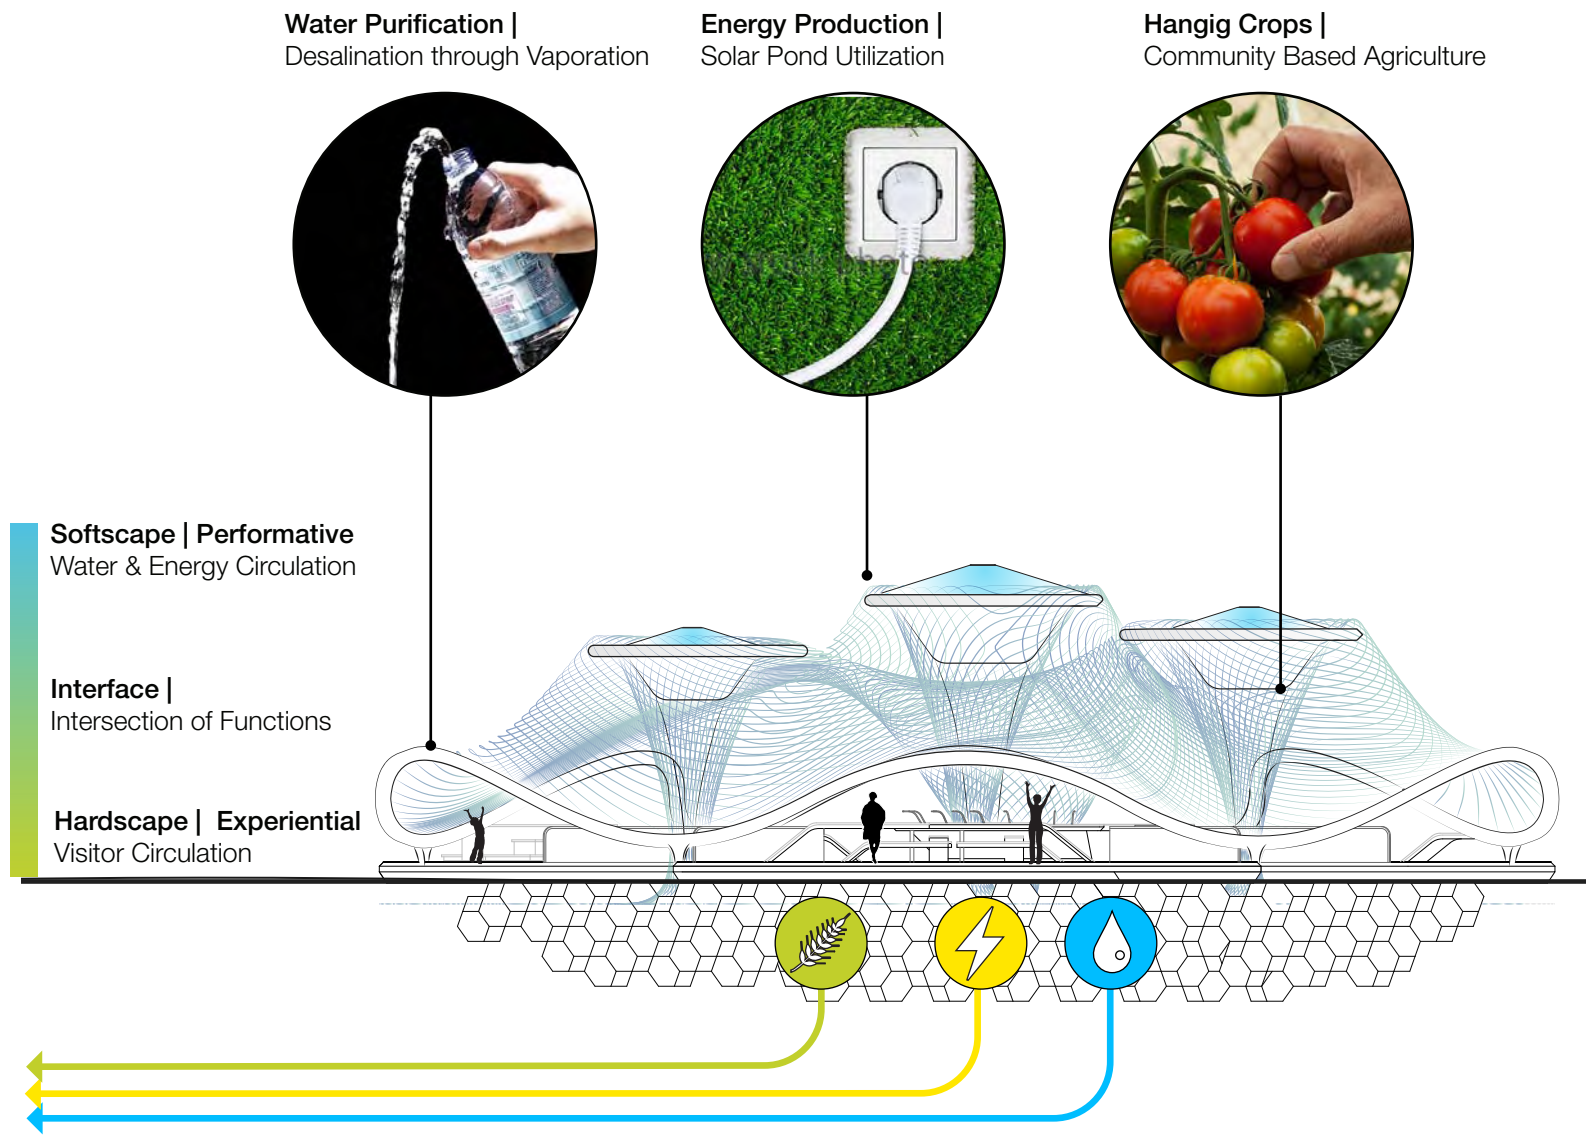 Water Purification |
Desalination through Vaporation
Energy Production |
Solar Pond Utilization
Hangig Crops |
Community Based Agriculture
Softscape | Performative
Water & Energy Circulation
Interface |
Intersection of Functions
Hardscape | Experiential
Visitor Circulation